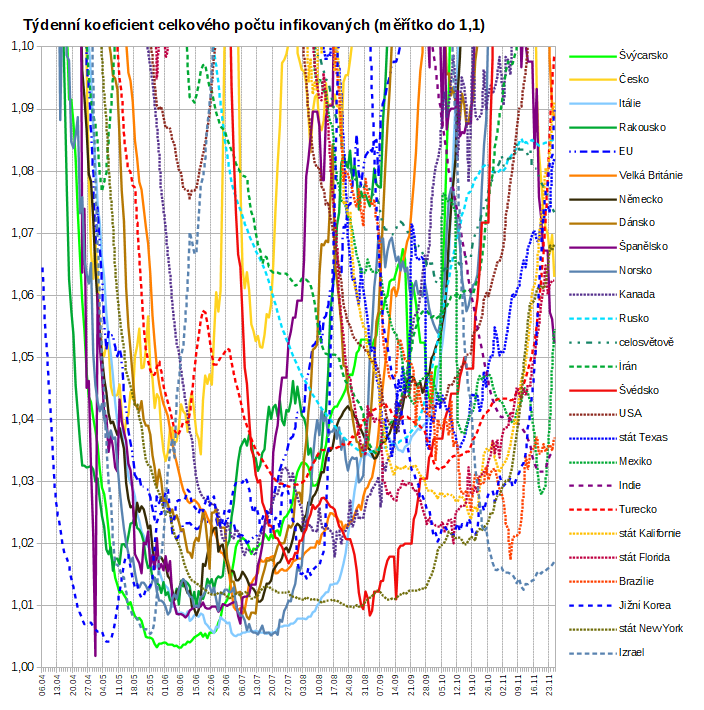 Týdenní koeficient celkového počtu infikovaných (měřítko do 1,1)
1,10
1,09
1,08
1,07
1,06
1,05
1,04
1,03
1,02
1,01
1,00
06.04
13.04
20.04
27.04
04.05
11.05
18.05
25.05
01.06
08.06
15.06
22.06
29.06
06.07
13.07
20.07
27.07
03.08
10.08
17.08
24.08
31.08
07.09
14.09
21.09
28.09
05.10
12.10
19.10
26.10
02.11
09.11
16.11
23.11
Švýcarsko
Česko
Itálie
Rakousko
EU
Velká Británie
Německo
Dánsko
Španělsko
Norsko
Kanada
Rusko
celosvětově
Írán
Švédsko
USA
stát Texas
Mexiko
Indie
Turecko
stát Kalifornie
stát Florida
Brazílie
Jižní Korea
stát NewYork
Izrael